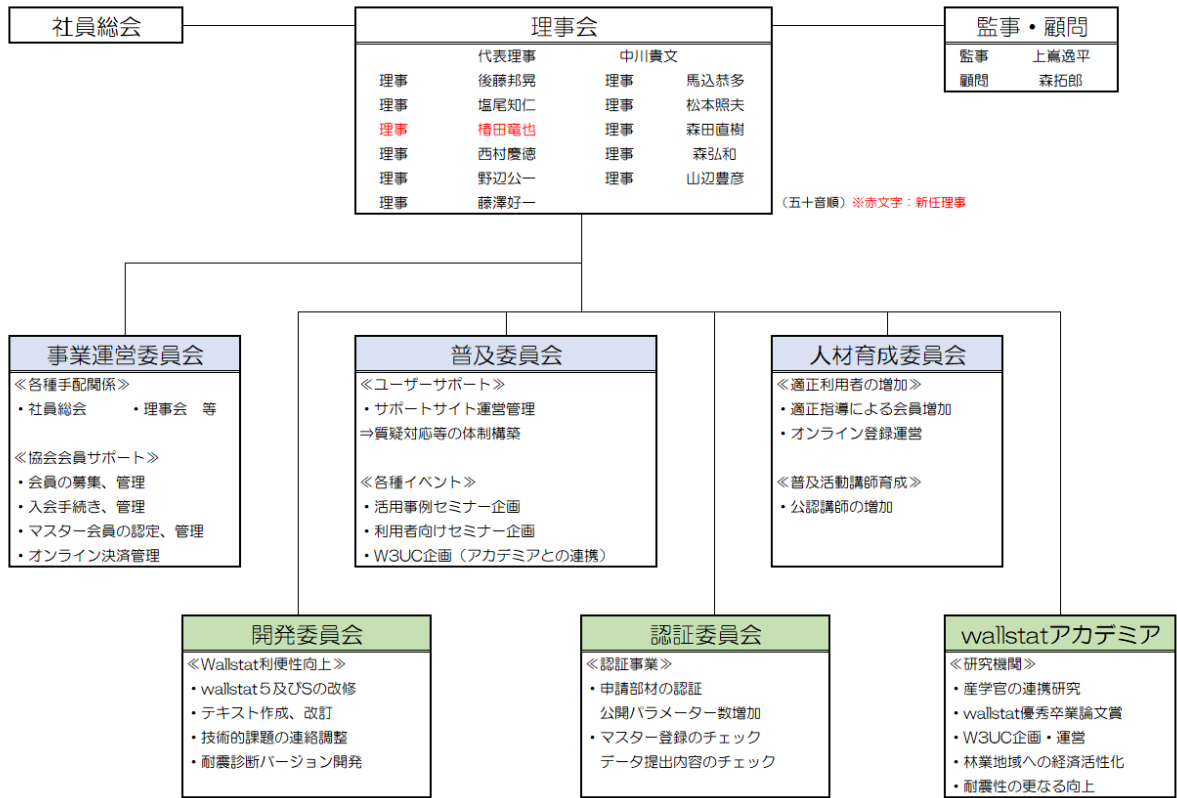 社員総会
理事会
代表理事 中川貴文
理事 後藤邦晃 理事 馬込恭多
理事 塩尾知仁 理事 松本照夫
理事 椿田竜也 理事 森田直樹
理事 西村慶徳 理事 森弘和
理事 野辺公一 理事 山辺豊彦
理事 藤澤好一
(五十音順)※赤文字：新任理事
監事・顧問
監事 上嶌逸平
顧問 森拓郎
事業運営委員会
≪各種手配関係≫
・社員総会 ・理事会 等
≪協会会員サポート≫
・会員の募集、管理
・入会手続き、管理
・マスター会員の認定、管理
・オンライン決済管理
普及委員会
≪ユーザーサポート≫
・サポートサイト運営管理
⇒質疑対応等の体制構築
≪各種イベント≫
・活用事例セミナー企画
・利用者向けセミナー企画
・W3UC企画（アカデミアとの連携）
人材育成委員会
≪適正利用者の増加≫
・適正指導による会員増加
・オンライン登録運営
≪普及活動講師育成≫
・公認講師の増加
開発委員会
≪Wallstat利便性向上≫
・wallstat５及びSの改修
・テキスト作成、改訂
・技術的課題の連絡調整
・耐震診断バージョン開発
認証委員会
≪認証事業≫
・申請部材の認証
公開パラメーター数増加
・マスター登録のチェック
データ提出内容のチェック
wallstatアカデミア
≪研究機関≫
・産学官の連携研究
・wallstat優秀卒業論文賞
・W3UC企画・運営
・林業地域への経済活性化
・耐震性の更なる向上